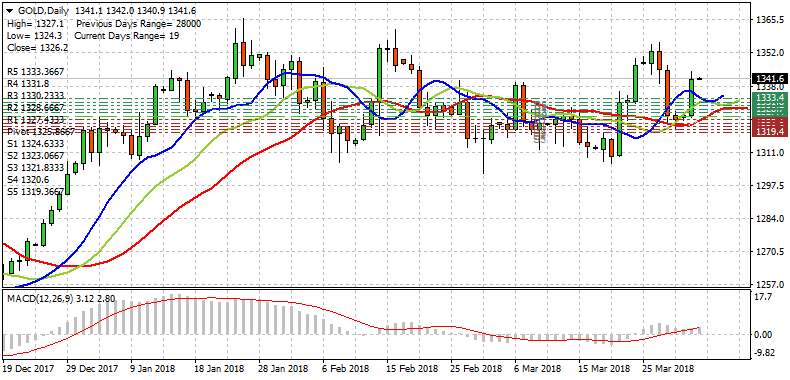 GOLD,Daily 1341.1 1342.0 1340.9 1341.6
High= 1327.1 Previous Days Range= 28000
Low= 1324.3 Current Days Range= 19
Close= 1326.2
R5 1333.3667
R4 1331.8
R3 1330.7333
R2 1328.6667
R1 1327.4333
Pivot 1325.8667
S1 1324.6333
S2 1323.0667
S3 1321.8333
S4 1320.6
S5 1319.3667
1365.5
1352.0
1341.6
1338.0
1333.4
1319.4
1311.0
1297.5
1284.0
1270.5
1257.0
MACD(12,26,9) 3.12 2.80
17.7
0.00
-9.82
19 Dec 2017
29 Dec 2017
9 Jan 2018
18 Jan 2018
28 Jan 2018
6 Feb 2018
15 Feb 2018
25 Feb 2018
6 Mar 2018
15 Mar 2018
25 Mar 2018